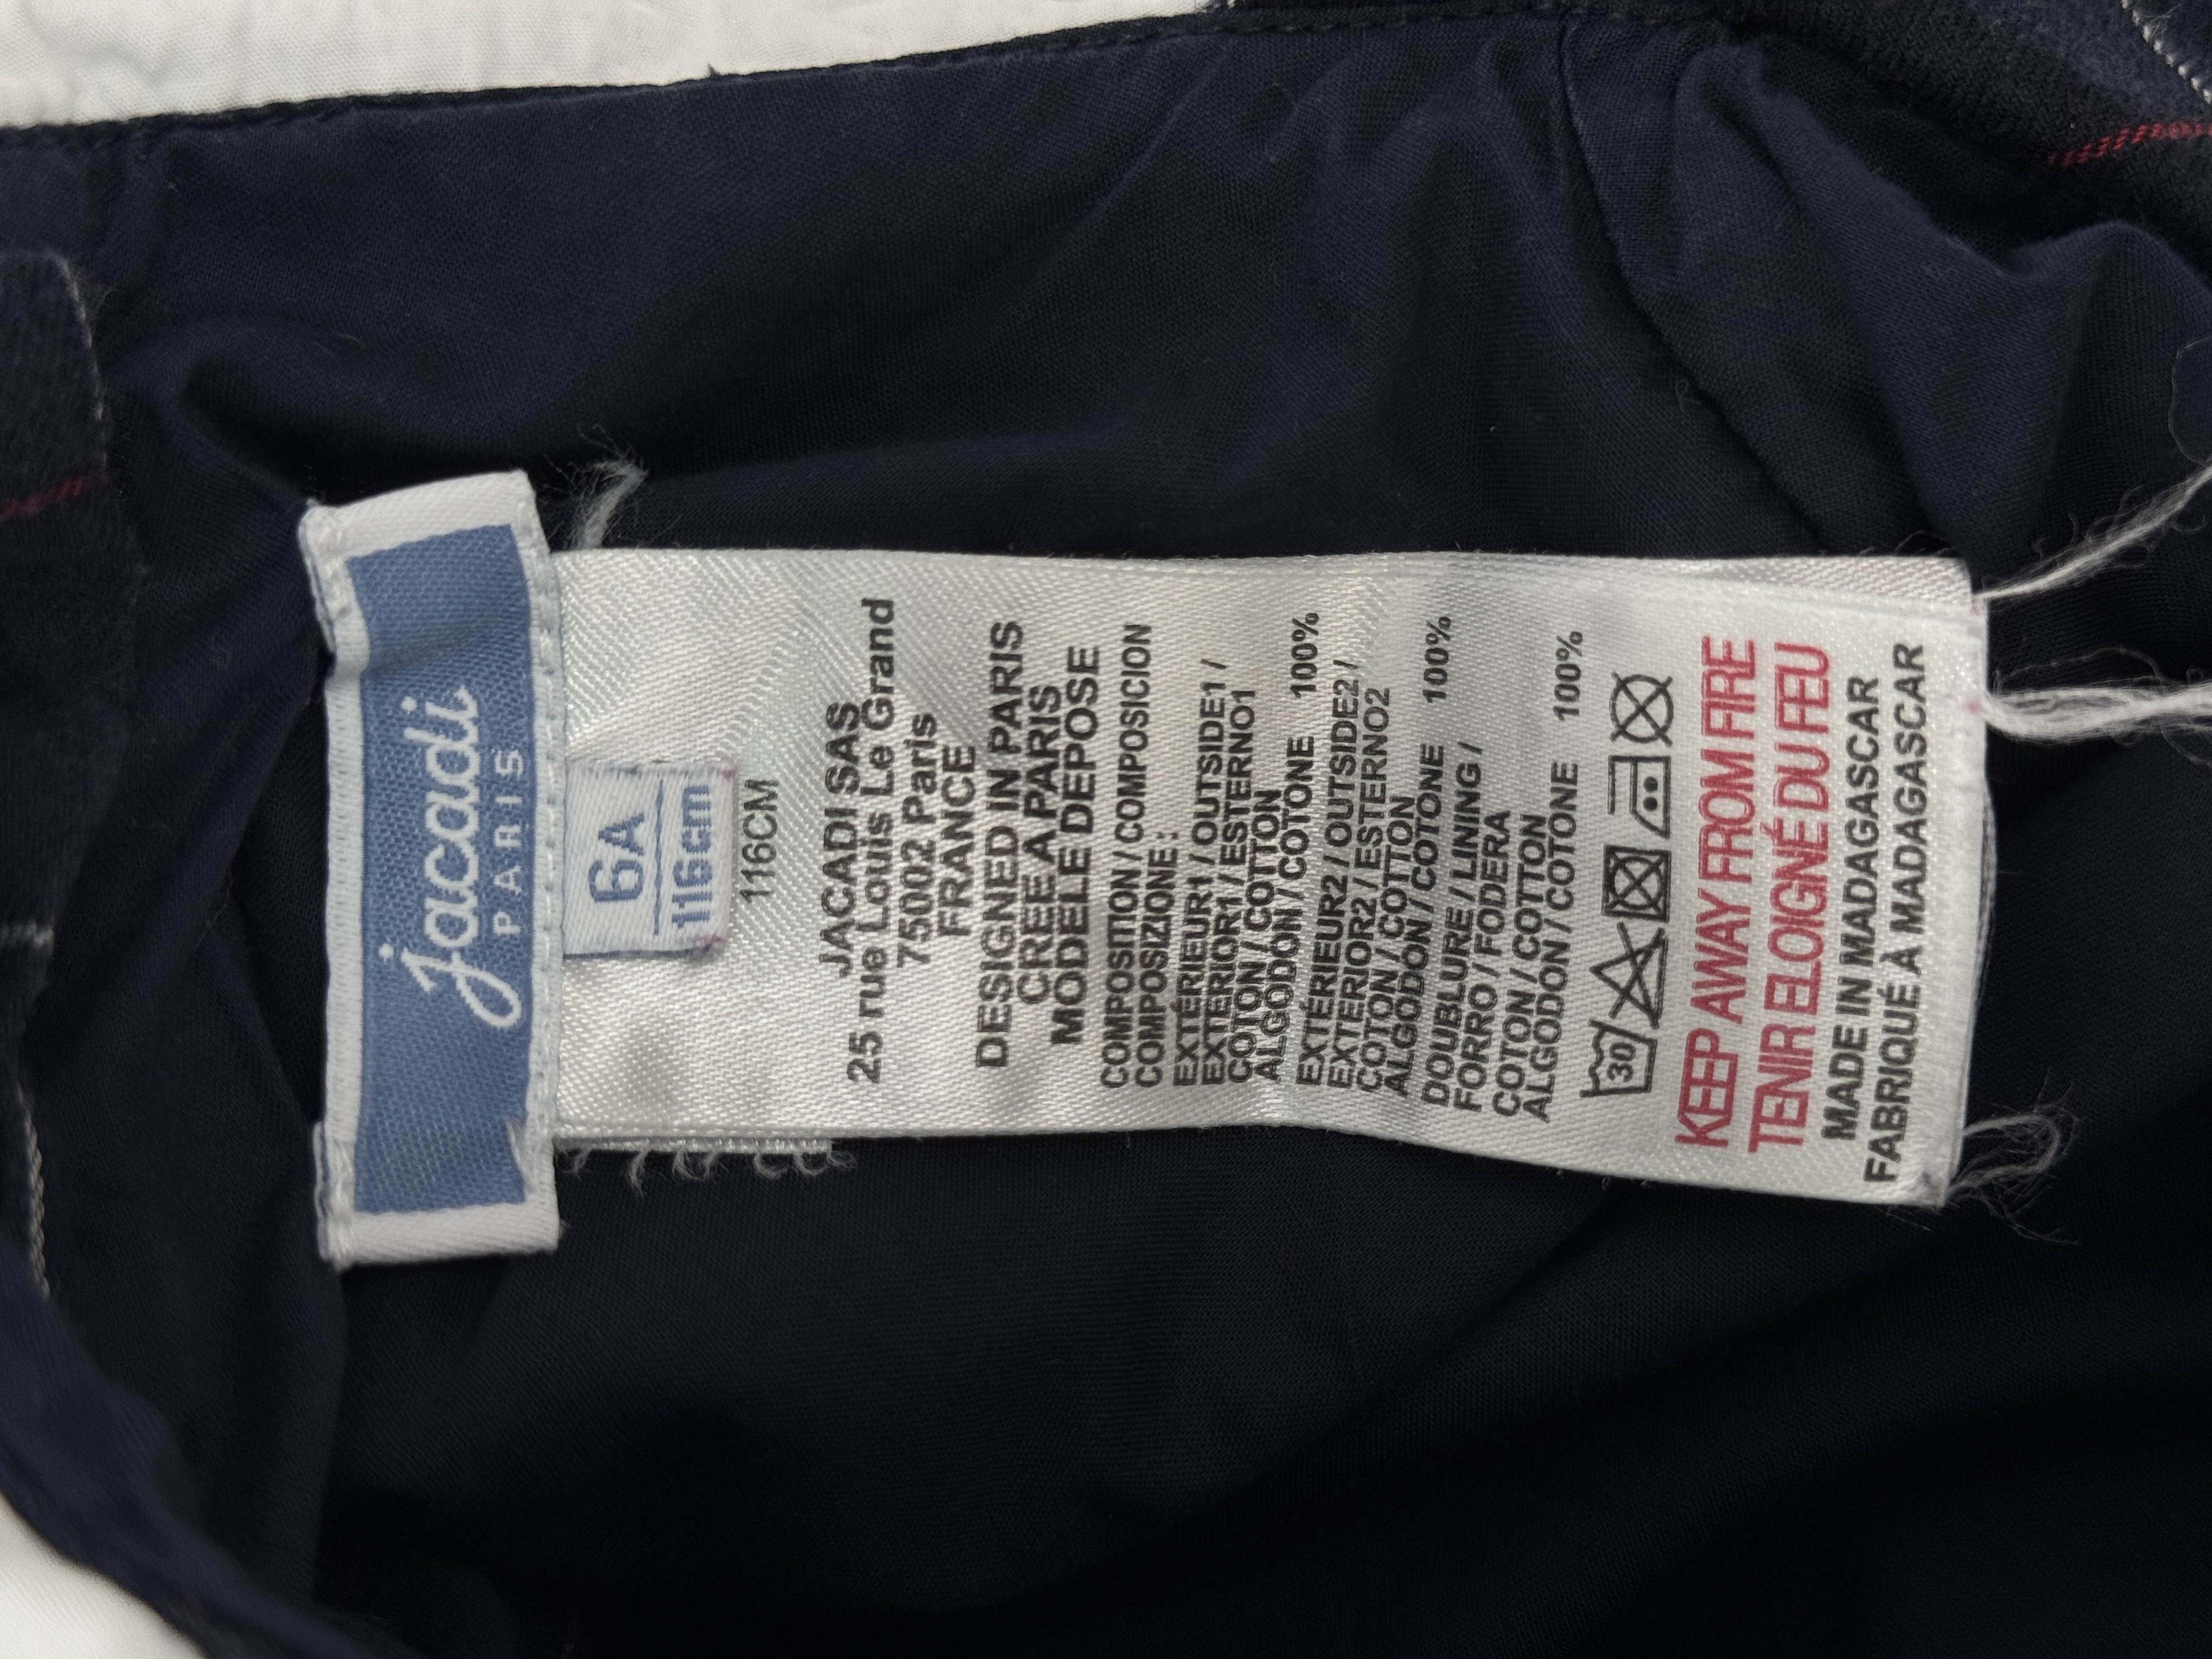 jacadi
PARIS
6A
116cm
116CM
JACADI SAS
25 rue Louis Le Grand
75002 Paris
FRANCE
DESIGNED IN PARIS
CREE A PARIS
MODELE DEPOSE
COMPOSITION / COMPOSICION
COMPOSIZIONE :
EXTÉRIEUR1 / OUTSIDE1 /
EXTERIOR1 / ESTERNO1
COTON / COTTON
ALGODON / COTONE 100%
EXTÉRIEUR2 / OUTSIDE2 /
EXTERIOR2 / ESTERNO2
COTON / COTTON
ALGODON / COTONE 100%
DOUBLURE / LINING /
FORRO / FODERA
COTON / COTTON
ALGODON / COTONE 100%
30
KEEP AWAY FROM FIRE
TENIR ELOIGNÉ DU FEU
MADE IN MADAGASCAR
FABRIQUÉ À MADAGASCAR